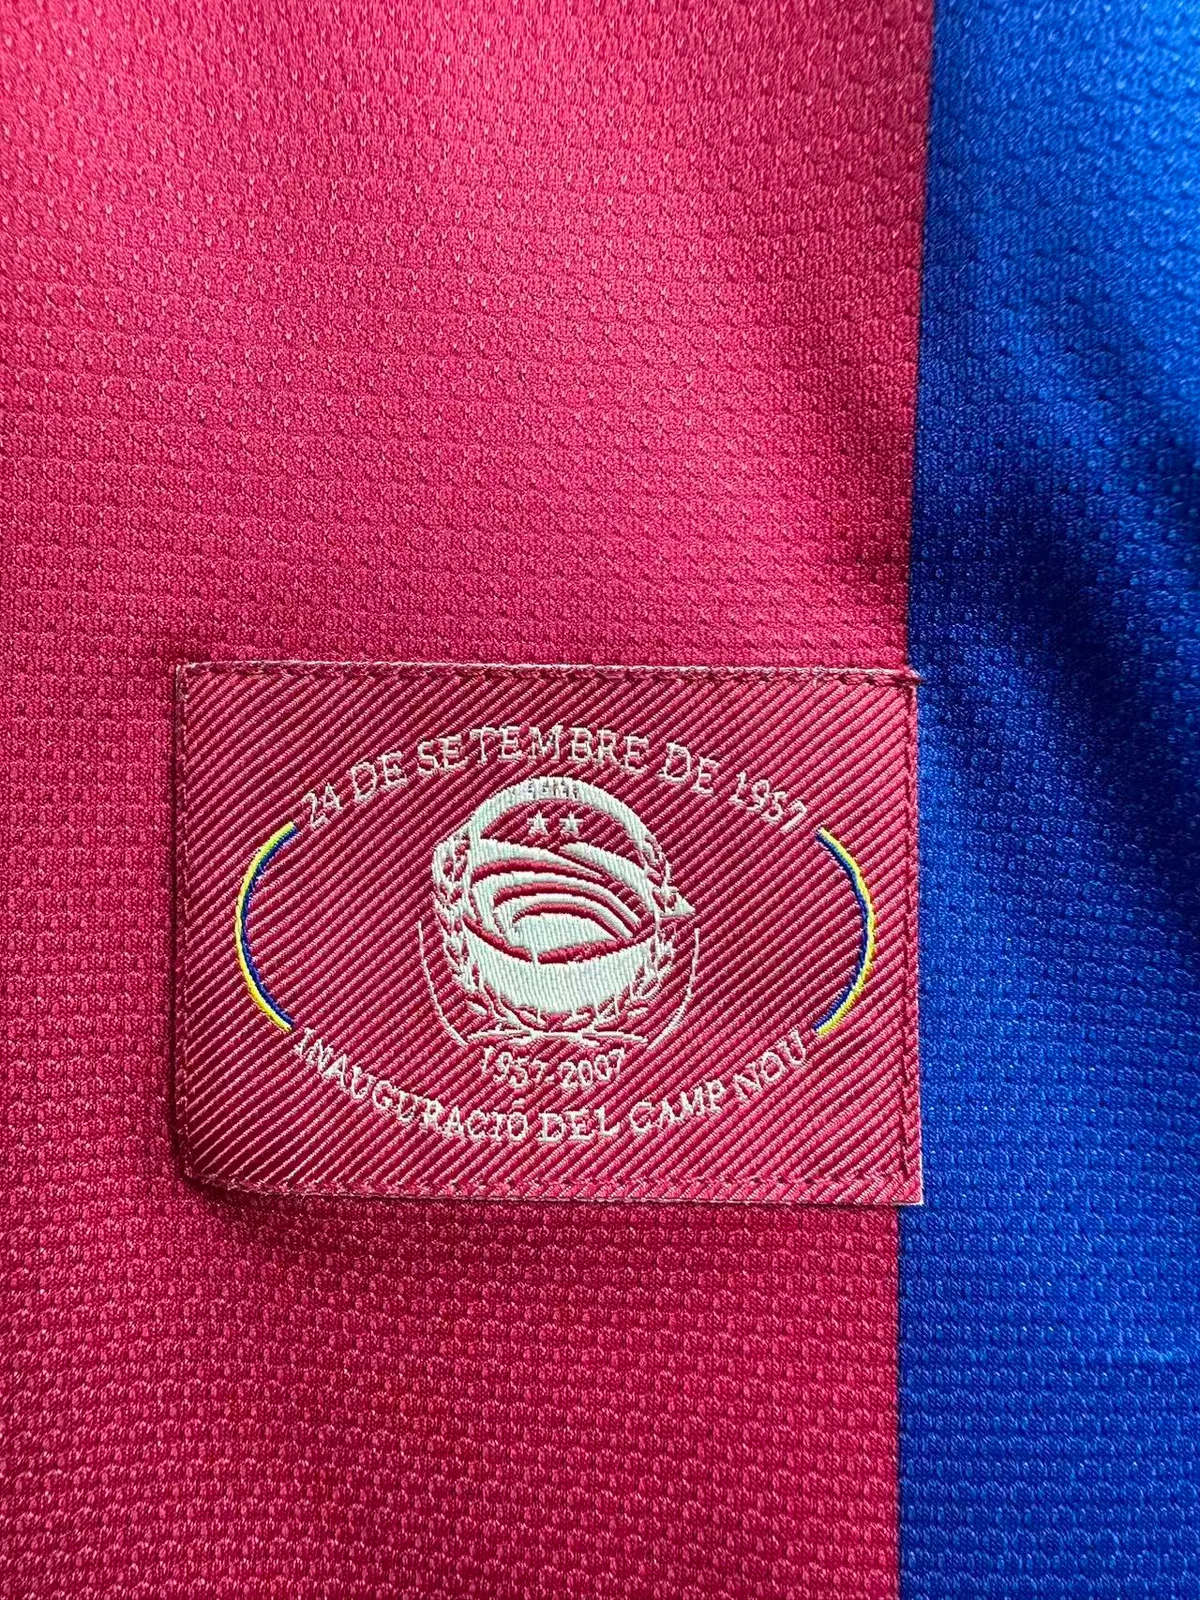 24 DE SETEMBRE DE 1957
1957-2007
INAUGURACIÓ DEL CAMP NOU